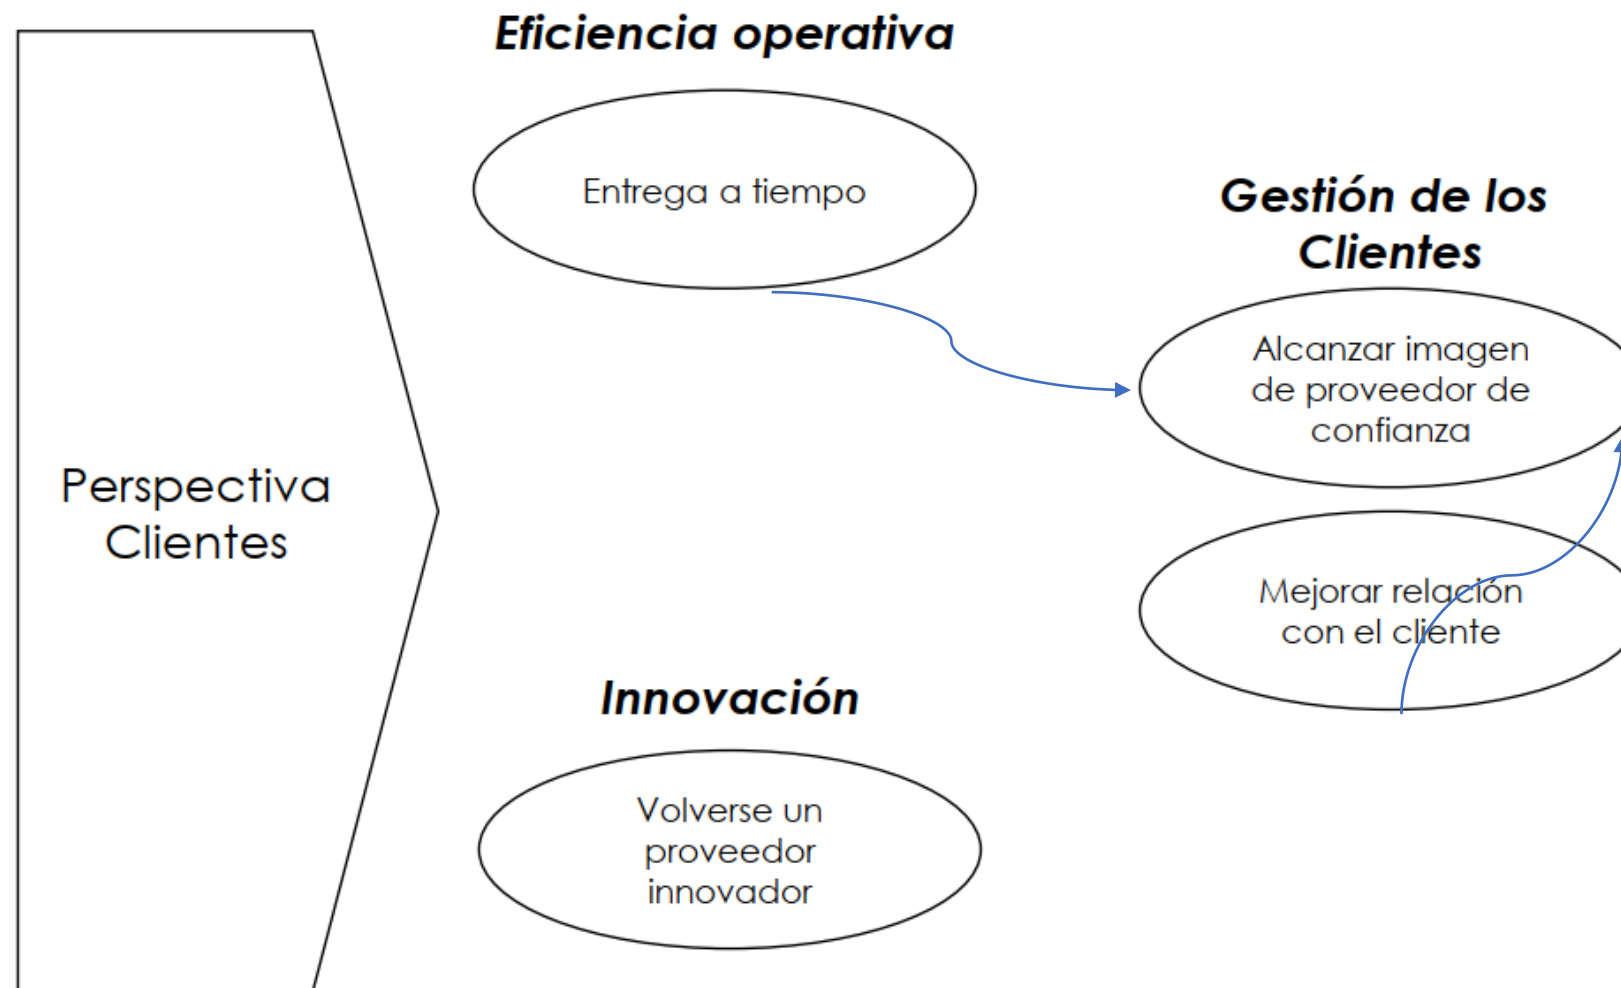 Eficiencia operativa
Entrega a tiempo
Gestión de los
Clientes
Alcanzar imagen
de proveedor de
confianza
Perspectiva
Clientes
Mejorar relación
con el cliente
Innovación
Volverse un
proveedor
innovador